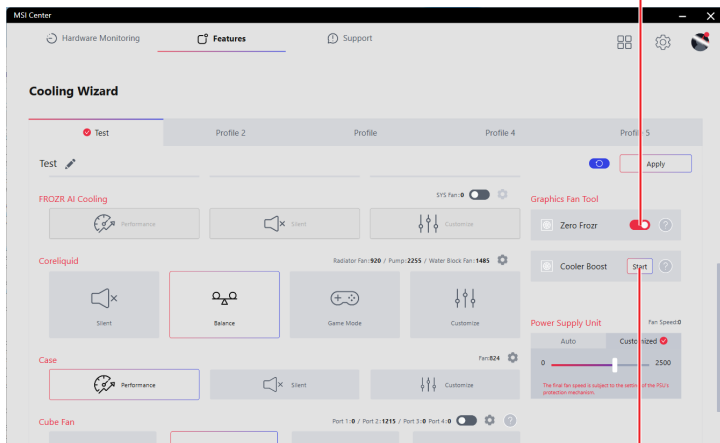 MSI Center
Hardware Monitoring
Features
Support
Cooling Wizard
Test
Profile 2
Profile
Profile 4
Profile 5
Test
Apply
FROZR AI Cooling
SYS Fan:0
Performance
Silent
Customize
Graphics Fan Tool
Zero Frozr
?
Cooler Boost
Start
?
Coreliquid
Radiator Fan:920 / Pump:2255 / Water Block Fan:1485
Silent
Balance
Game Mode
Customize
Power Supply Unit
Fan Speed:0
Auto
Customized
0
2500
The final fan speed is subject to the setting of the PSU's
protection mechanism.
Case
Fan:824
Performance
Silent
Customize
Cube Fan
Port 1:0 / Port 2:1215 / Port 3:0 Port 4:0
?